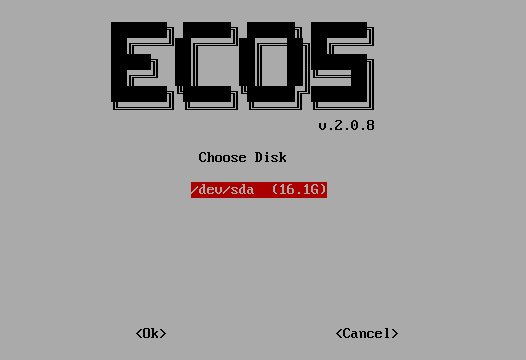 ECOS
v.2.0.8
Choose Disk
/dev/sda  (16.1G)
<Ok> <Cancel>